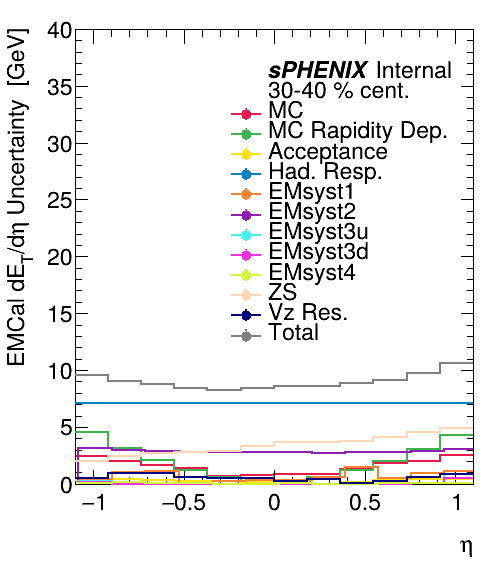 EMCal dE_T/dη Uncertainty [GeV]
40
35
30
25
20
15
10
5
0
sPHENIX Internal
30-40 % cent.
MC
MC Rapidity Dep.
Acceptance
Had. Resp.
EMsyst1
EMsyst2
EMsyst3u
EMsyst3d
EMsyst4
ZS
Vz Res.
Total
−1 −0.5 0 0.5 1
η